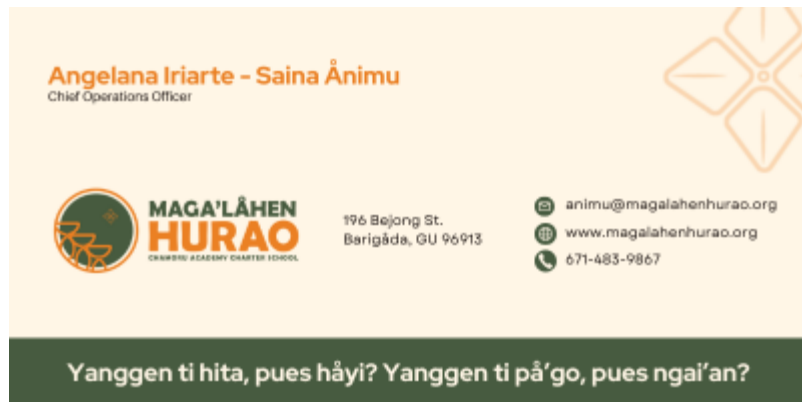 Angelana Iriarte - Saina Ånimu
Chief Operations Officer
MAGA'LÅHEN
HURAO
CHAMORU ACADEMY CHARTER SCHOOL
196 Bejong St.
Barigåda, GU 96913
animu@magalahenhurao.org
www.magalahenhurao.org
671-483-9867
Yanggen ti hita, pues håyi? Yanggen ti på'go, pues ngai'an?